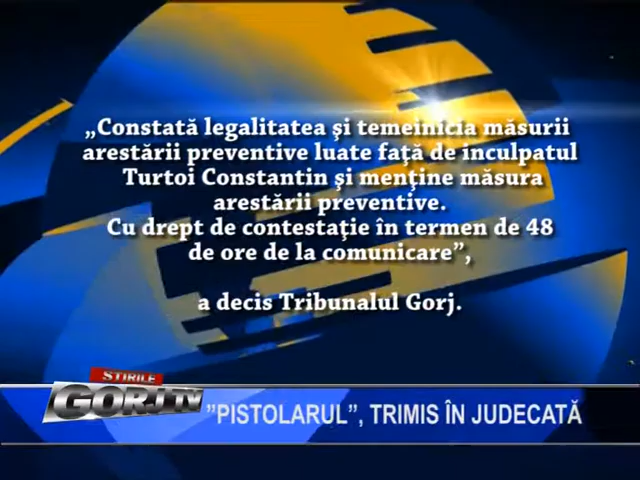 „Constată legalitatea şi temeinicia măsurii
arestării preventive luate faţă de inculpatul
Turtoi Constantin şi menţine măsura
arestării preventive.
Cu drept de contestaţie în termen de 48
de ore de la comunicare”,
a decis Tribunalul Gorj.
STIRILE
GORJ TV
”PISTOLARUL”, TRIMIS ÎN JUDECATĂ